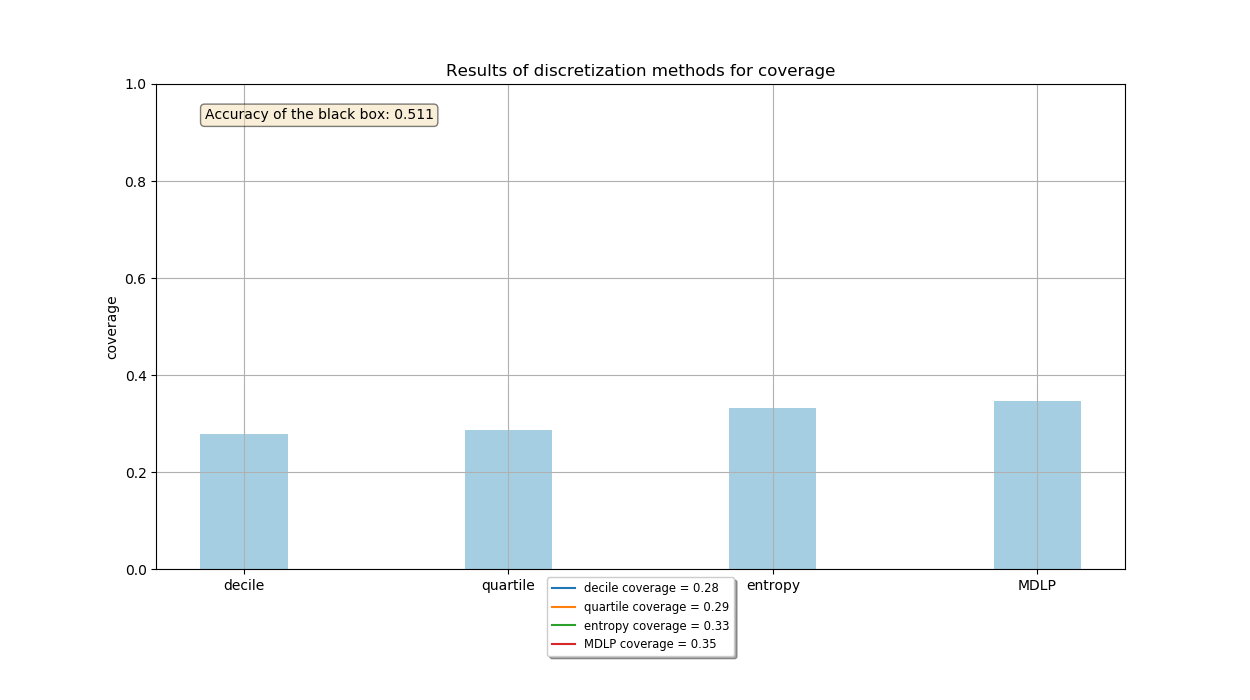 Results of discretization methods for coverage
1.0
Accuracy of the black box: 0.511
0.8
0.6
coverage
0.4
0.2
0.0
decile quartile entropy MDLP
decile coverage = 0.28
quartile coverage = 0.29
entropy coverage = 0.33
MDLP coverage = 0.35